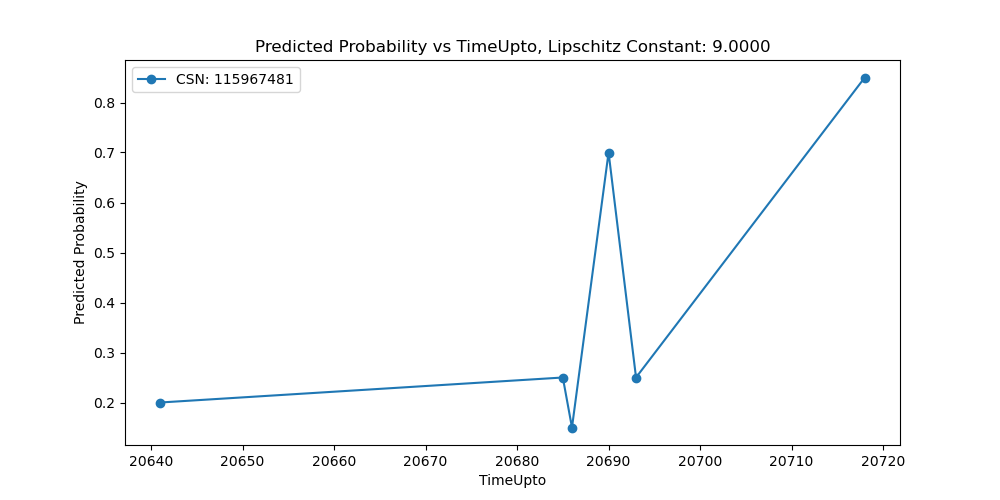 Predicted Probability vs TimeUpto, Lipschitz Constant: 9.0000
CSN: 115967481
Predicted Probability
0.8
0.7
0.6
0.5
0.4
0.3
0.2
20640 20650 20660 20670 20680 20690 20700 20710 20720
TimeUpto